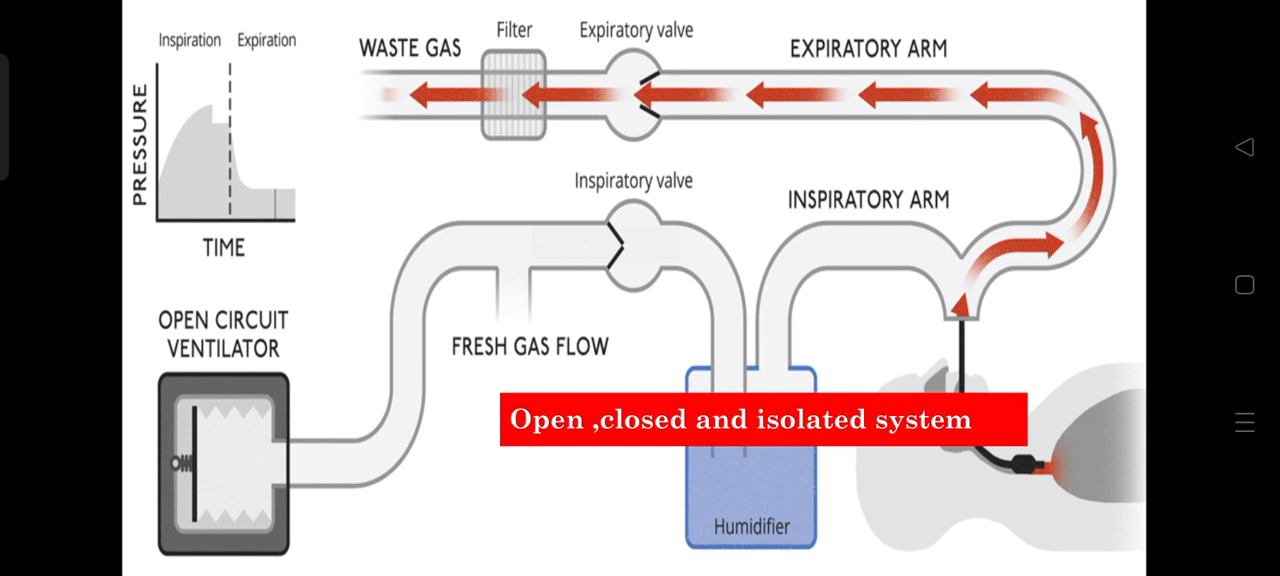 Inspiration Expiration
PRESSURE
TIME
WASTE GAS
Filter
Expiratory valve
EXPIRATORY ARM
Inspiratory valve
INSPIRATORY ARM
OPEN CIRCUIT
VENTILATOR
FRESH GAS FLOW
Open ,closed and isolated system
Humidifier